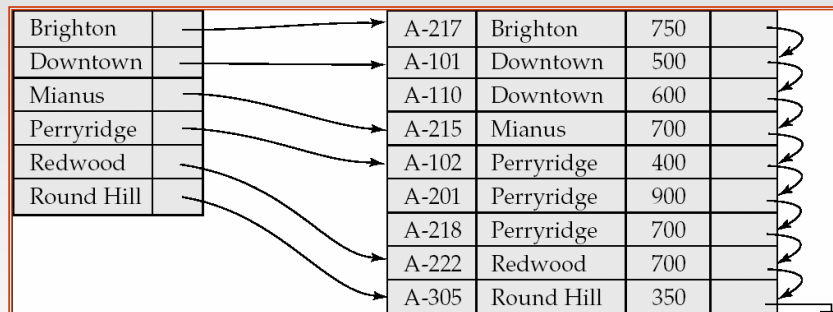 Brighton
Downtown
Mianus
Perryridge
Redwood
Round Hill
A-217 Brighton 750
A-101 Downtown 500
A-110 Downtown 600
A-215 Mianus 700
A-102 Perryridge 400
A-201 Perryridge 900
A-218 Perryridge 700
A-222 Redwood 700
A-305 Round Hill 350